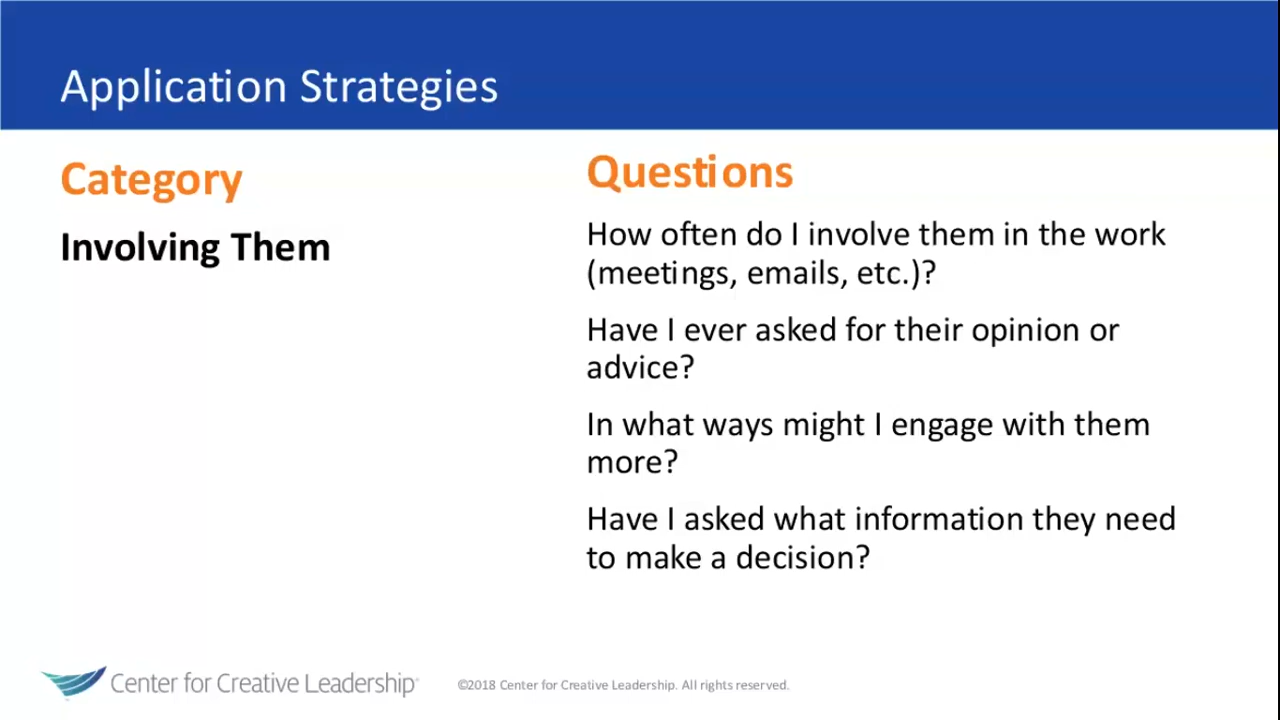 Application Strategies
Category
Involving Them
Questions
How often do I involve them in the work
(meetings, emails, etc.)?
Have I ever asked for their opinion or
advice?
In what ways might I engage with them
more?
Have I asked what information they need
to make a decision?
Center for Creative Leadership®
©2018 Center for Creative Leadership. All rights reserved.